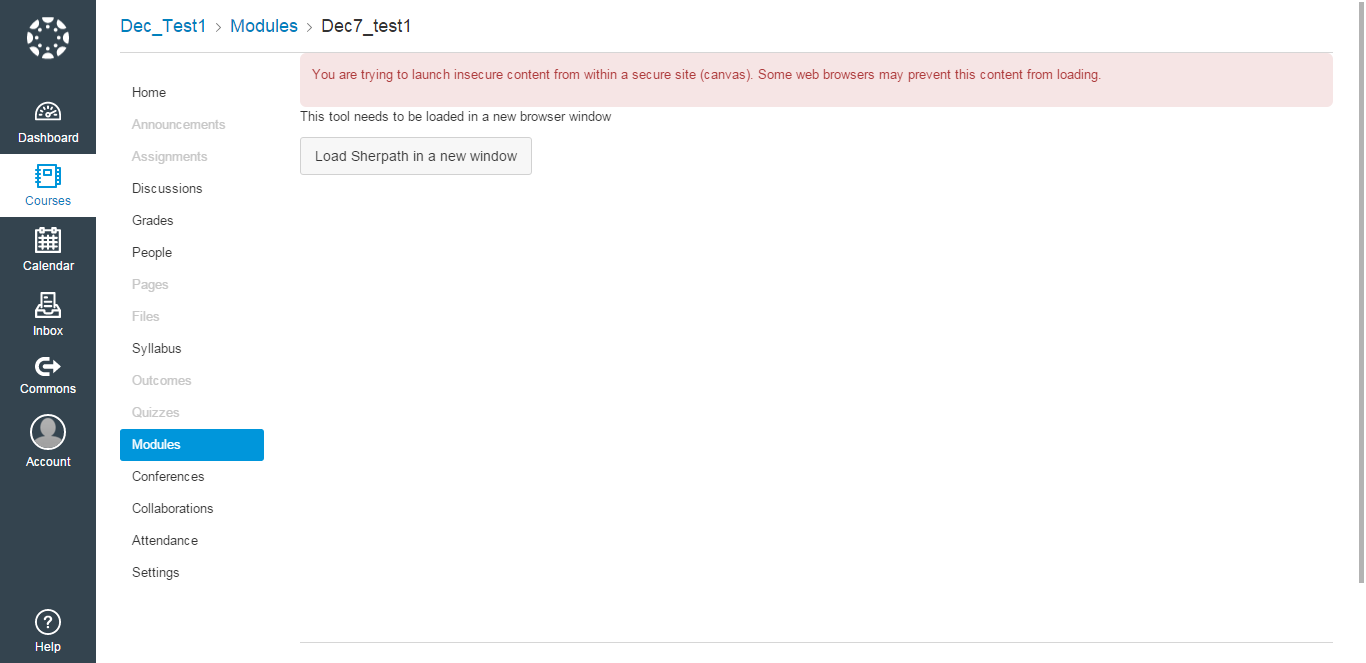 Dec_Test1 > Modules > Dec7_test1
You are trying to launch insecure content from within a secure site (canvas). Some web browsers may prevent this content from loading.
This tool needs to be loaded in a new browser window
Load Sherpath in a new window
Dashboard
Courses
Calendar
Inbox
Commons
Account
? 
Help
Home
Announcements
Assignments
Discussions
Grades
People
Pages
Files
Syllabus
Outcomes
Quizzes
Modules
Conferences
Collaborations
Attendance
Settings